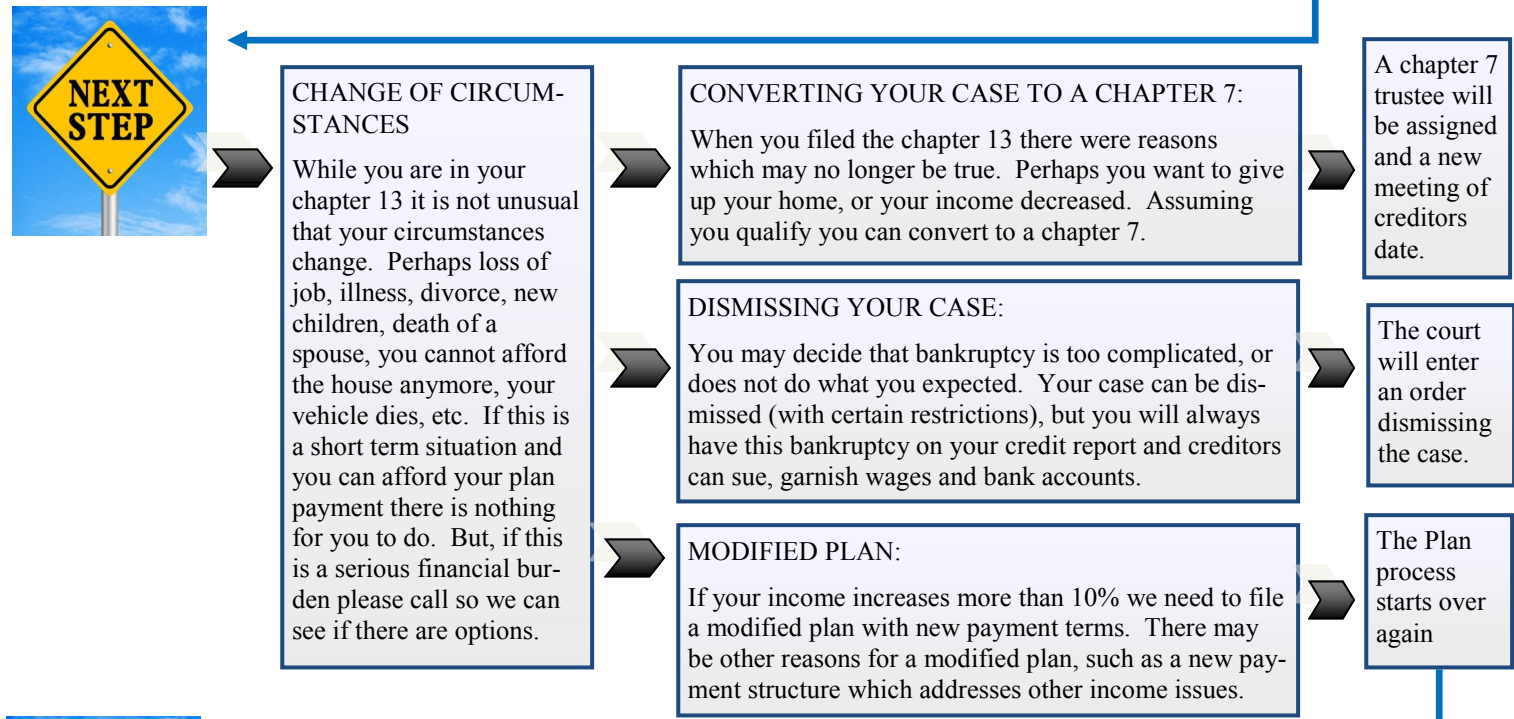 NEXT
STEP
CHANGE OF CIRCUM-
STANCES
While you are in your
chapter 13 it is not unusual
that your circumstances
change.  Perhaps loss of
job, illness, divorce, new
children, death of a
spouse, you cannot afford
the house anymore, your
vehicle dies, etc.  If this is
a short term situation and
you can afford your plan
payment there is nothing
for you to do.  But, if this
is a serious financial bur-
den please call so we can
see if there are options.
CONVERTING YOUR CASE TO A CHAPTER 7:
When you filed the chapter 13 there were reasons
which may no longer be true.  Perhaps you want to give
up your home, or your income decreased.  Assuming
you qualify you can convert to a chapter 7.
A chapter 7
trustee will
be assigned
and a new
meeting of
creditors
date.
DISMISSING YOUR CASE:
You may decide that bankruptcy is too complicated, or
does not do what you expected.  Your case can be dis-
missed (with certain restrictions), but you will always
have this bankruptcy on your credit report and creditors
can sue, garnish wages and bank accounts.
The court
will enter
an order
dismissing
the case.
MODIFIED PLAN:
If your income increases more than 10% we need to file
a modified plan with new payment terms.  There may
be other reasons for a modified plan, such as a new pay-
ment structure which addresses other income issues.
The Plan
process
starts over
again